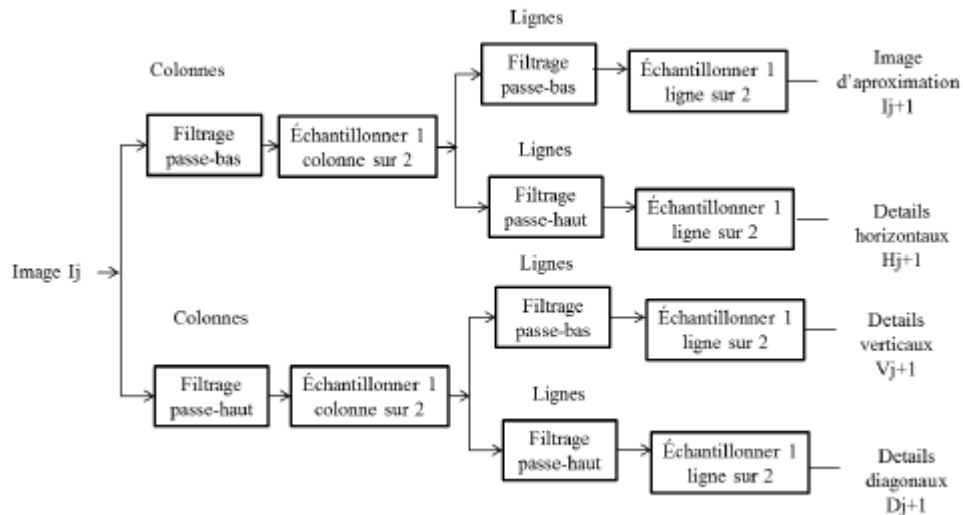 Lignes
Colonnes
Filtrage
passe-bas
Échantillonner 1
ligne sur 2
Image
d'aproximation
Ij+1
Filtrage
passe-bas
Échantillonner 1
colonne sur 2
Lignes
Filtrage
passe-haut
Échantillonner 1
ligne sur 2
Details
horizontaux
Hj+1
Image Ij
Lignes
Colonnes
Filtrage
passe-bas
Échantillonner 1
ligne sur 2
Details
verticaux
Vj+1
Filtrage
passe-haut
Échantillonner 1
colonne sur 2
Lignes
Filtrage
passe-haut
Échantillonner 1
ligne sur 2
Details
diagonaux
Dj+1